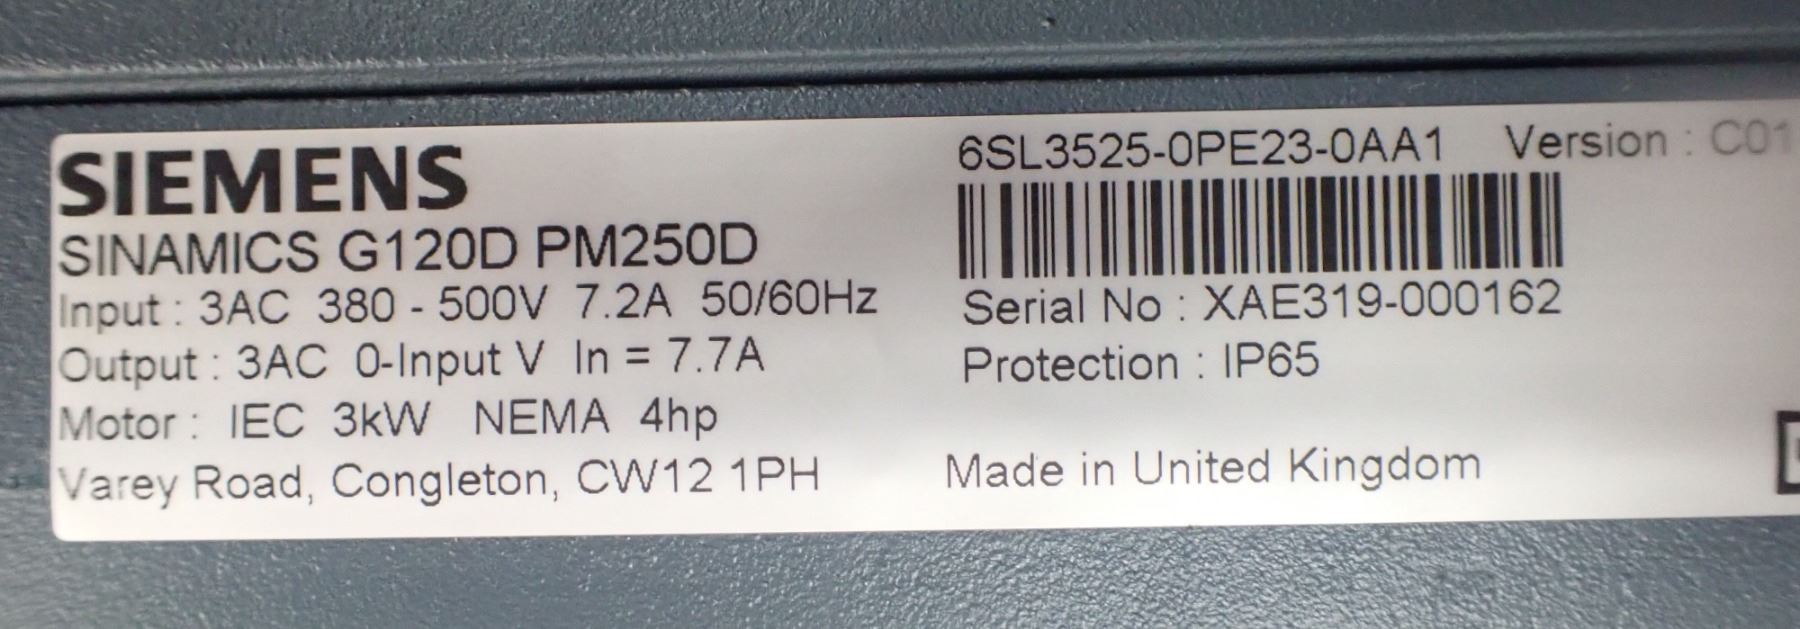 SIEMENS
SINAMICS G120D PM250D
Input : 3AC 380 - 500V 7.2A 50/60Hz
Output : 3AC 0-Input V In = 7.7A
Motor : IEC 3kW NEMA 4hp
Varey Road, Congleton, CW12 1PH
6SL3525-0PE23-0AA1 Version : C01
Serial No : XAE319-000162
Protection : IP65
Made in United Kingdom